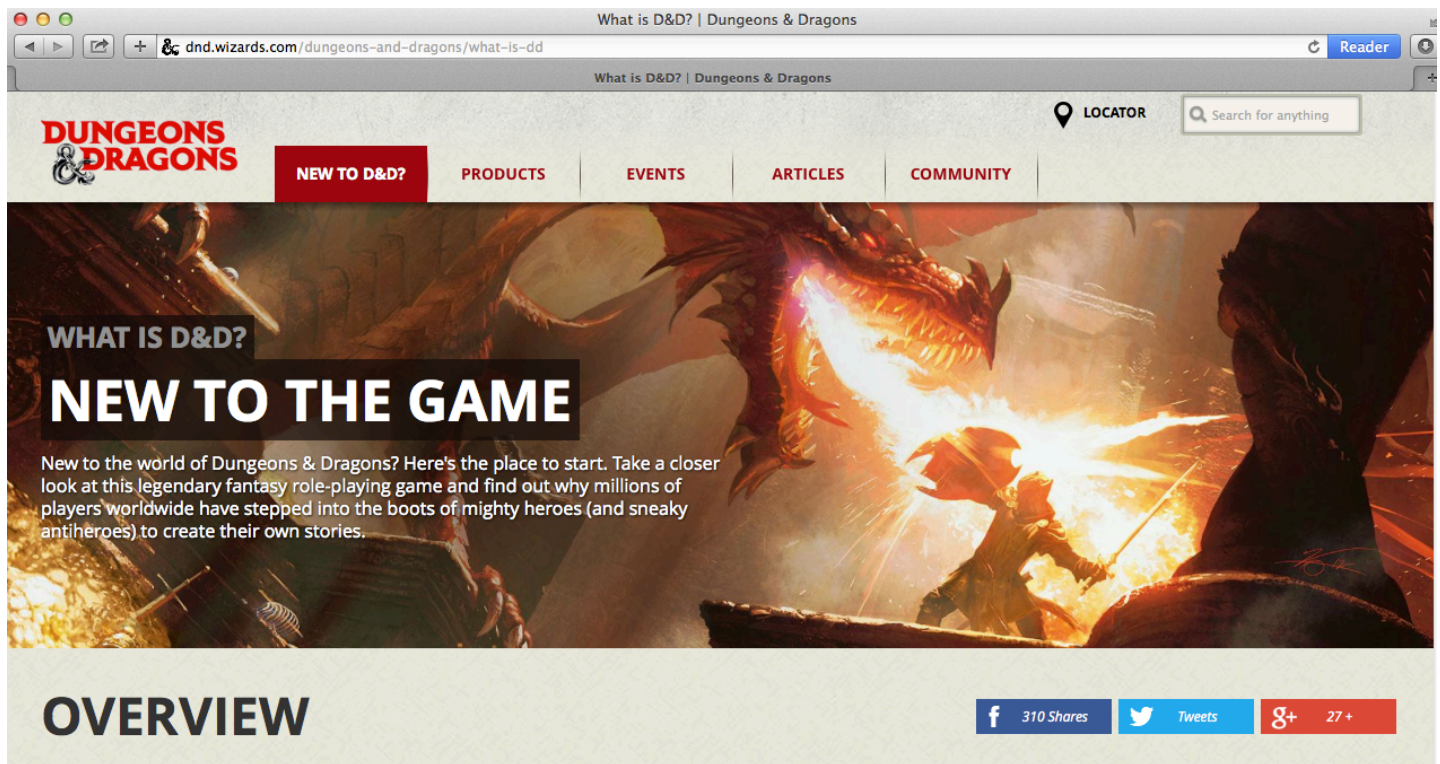 What is D&D? | Dungeons & Dragons
dnd.wizards.com/dungeons-and-dragons/what-is-dd
Reader
What is D&D? | Dungeons & Dragons
LOCATOR
Search for anything
DUNGEONS
& DRAGONS
NEW TO D&D?
PRODUCTS
EVENTS
ARTICLES
COMMUNITY
WHAT IS D&D?
NEW TO THE GAME
New to the world of Dungeons & Dragons? Here's the place to start. Take a closer
look at this legendary fantasy role-playing game and find out why millions of
players worldwide have stepped into the boots of mighty heroes (and sneaky
antiheroes) to create their own stories.
OVERVIEW
f 310 Shares
Tweets
g+ 27 +